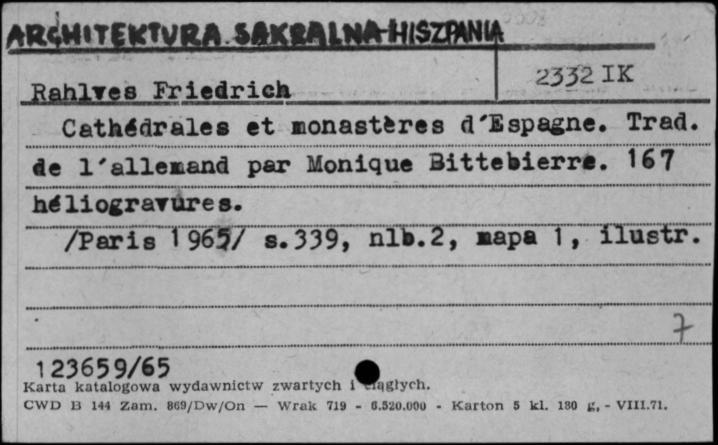 ARCHITEKTURA SAKRALNA-HISZPANIA
2332 IK
Rahlves Friedrich
Cathédrales et monastères d'Espagne. Trad.
de l'allemand par Monique Bittebierre. 167
héliogravures.
/Paris 1965/ s.339, nlb.2, mapa 1, ilustr.
7
123659/65
Karta katalogowa wydawnictw zwartych i ciągłych.
CWD B 144 Zam. 869/Dw/On — Wrak 719 - 6.520.000 - Karton 5 kl. 180 g, - VIII.71.